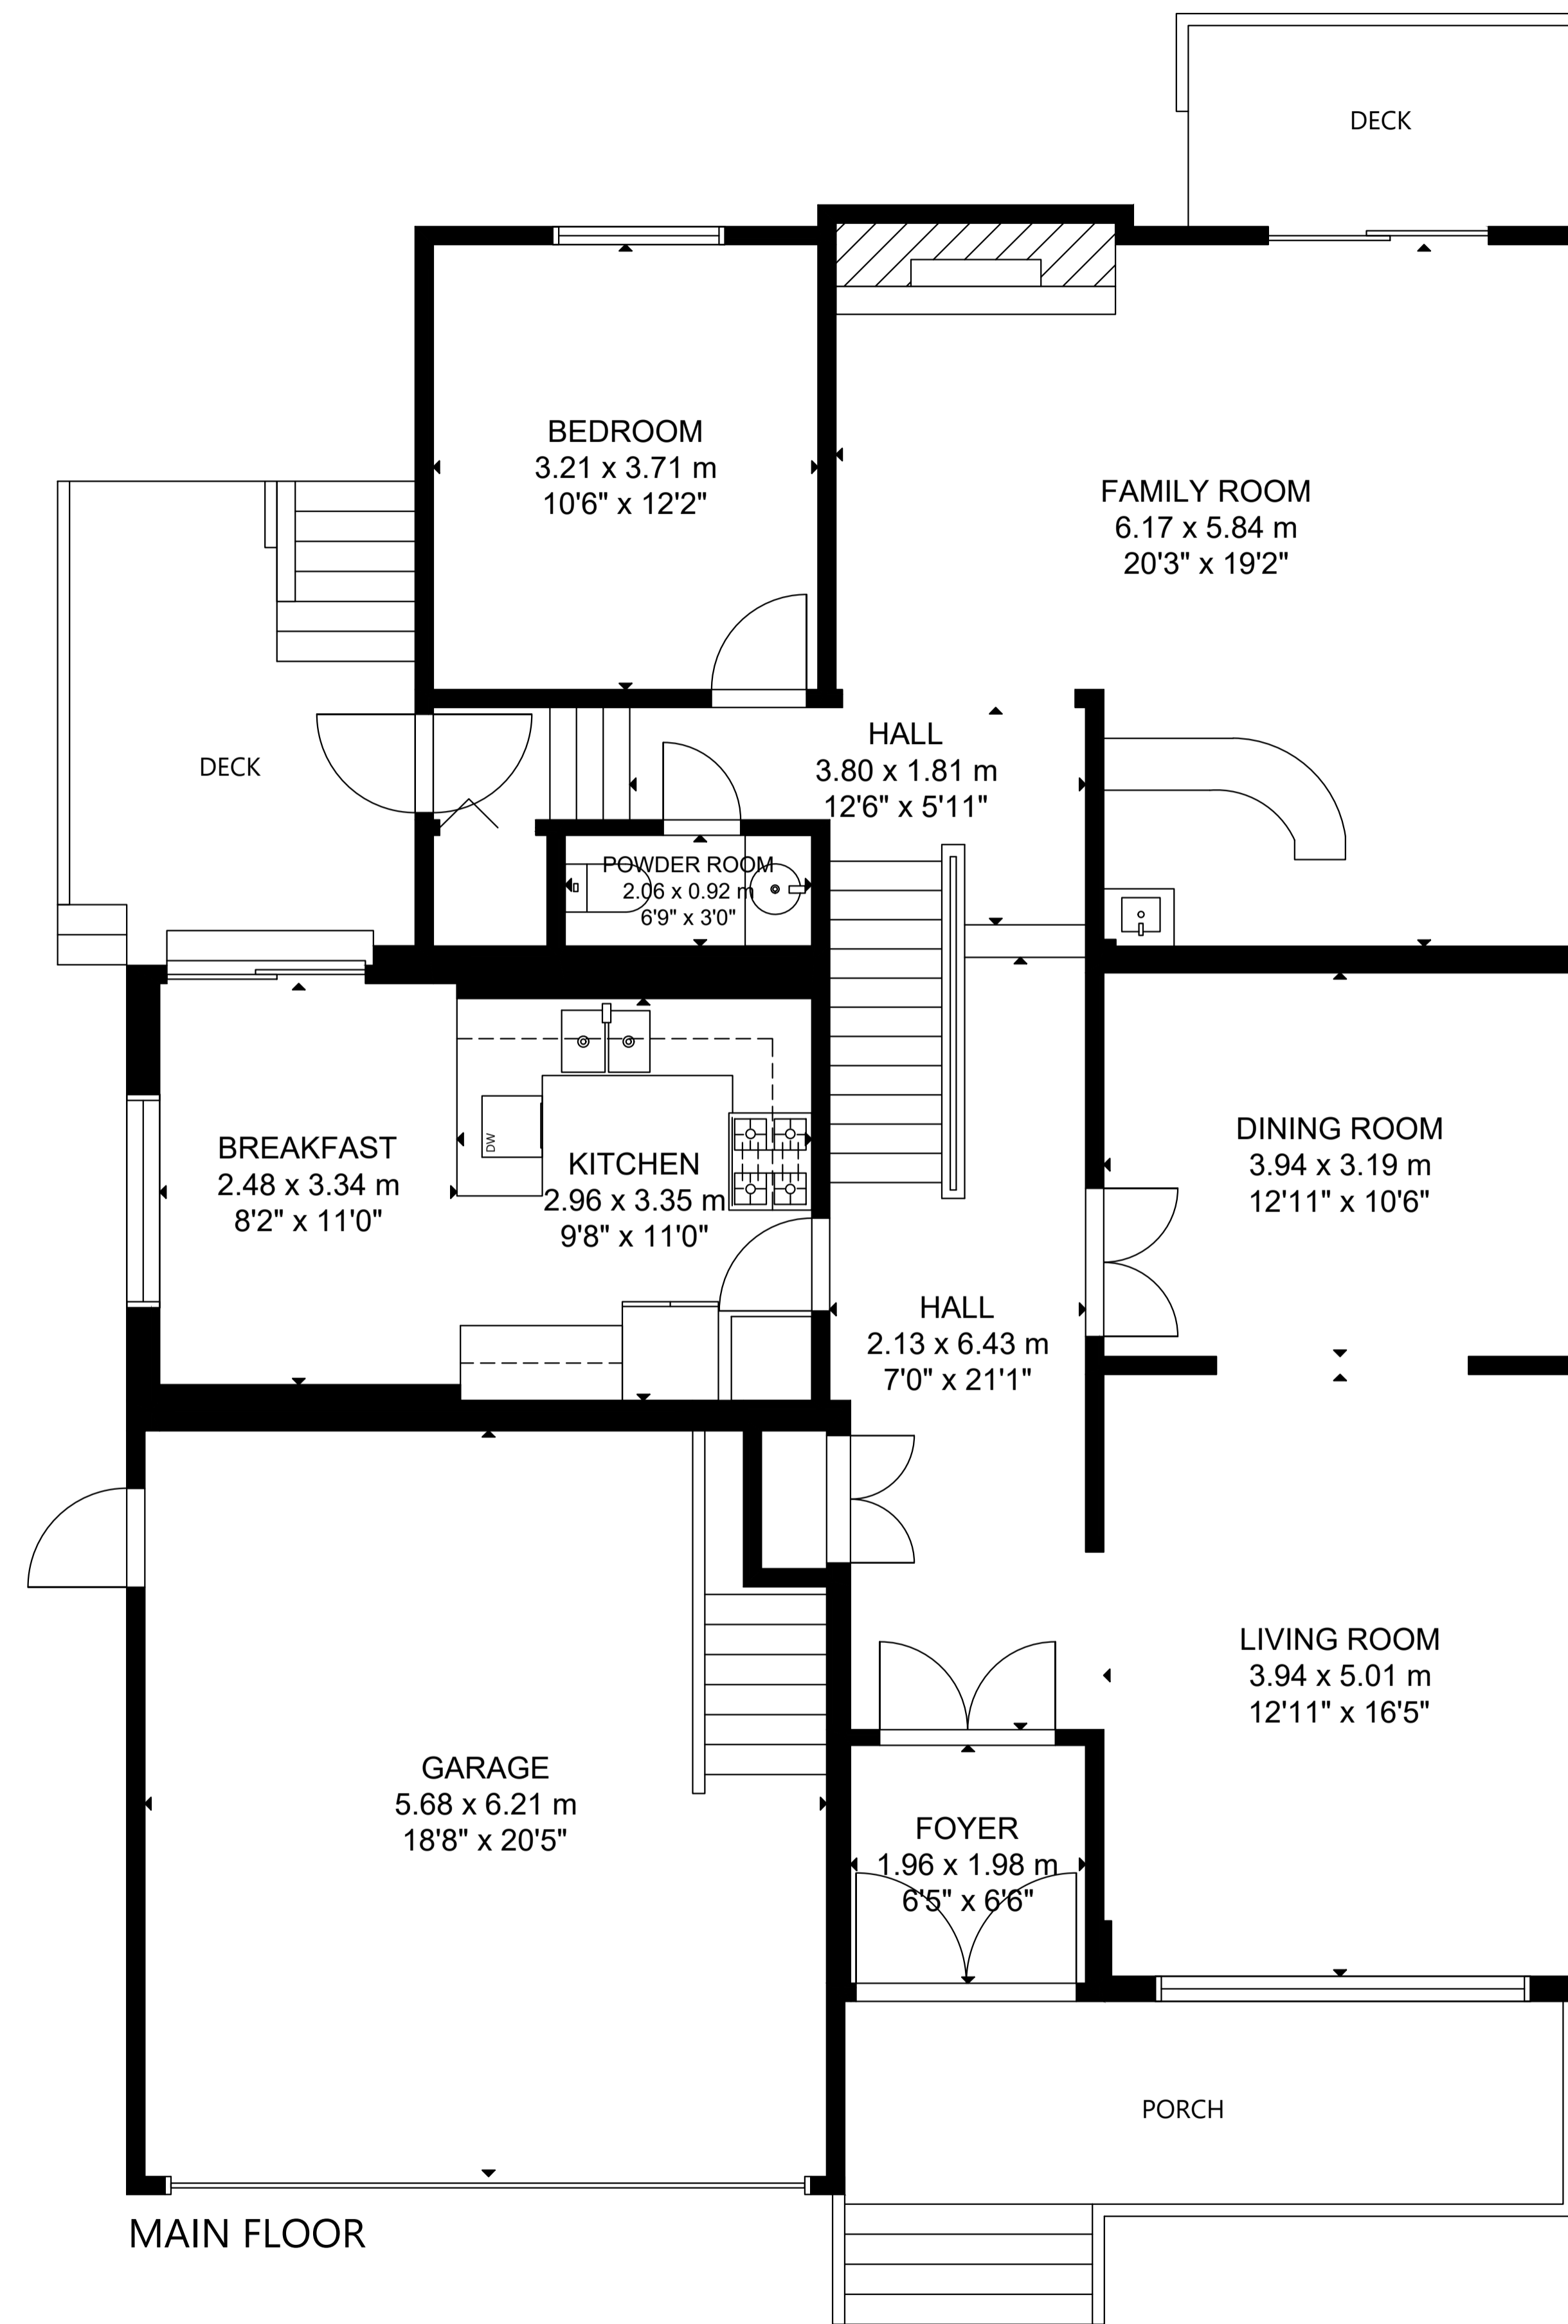 DECK
BEDROOM
3.21 x 3.71 m
10'6" x 12'2"
FAMILY ROOM
6.17 x 5.84 m
20'3" x 19'2"
DECK
HALL
3.80 x 1.81 m
12'6" x 5'11"
POWDER ROOM
2.06 x 0.92 m
6'9" x 3'0"
BREAKFAST
2.48 x 3.34 m
8'2" x 11'0"
DW
KITCHEN
2.96 x 3.35 m
9'8" x 11'0"
DINING ROOM
3.94 x 3.19 m
12'11" x 10'6"
HALL
2.13 x 6.43 m
7'0" x 21'1"
LIVING ROOM
3.94 x 5.01 m
12'11" x 16'5"
GARAGE
5.68 x 6.21 m
18'8" x 20'5"
FOYER
1.96 x 1.98 m
6'5" x 6'6"
PORCH
MAIN FLOOR